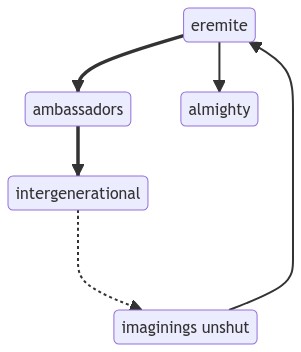 eremite
ambassadors
almighty
intergenerational
imaginings unshut